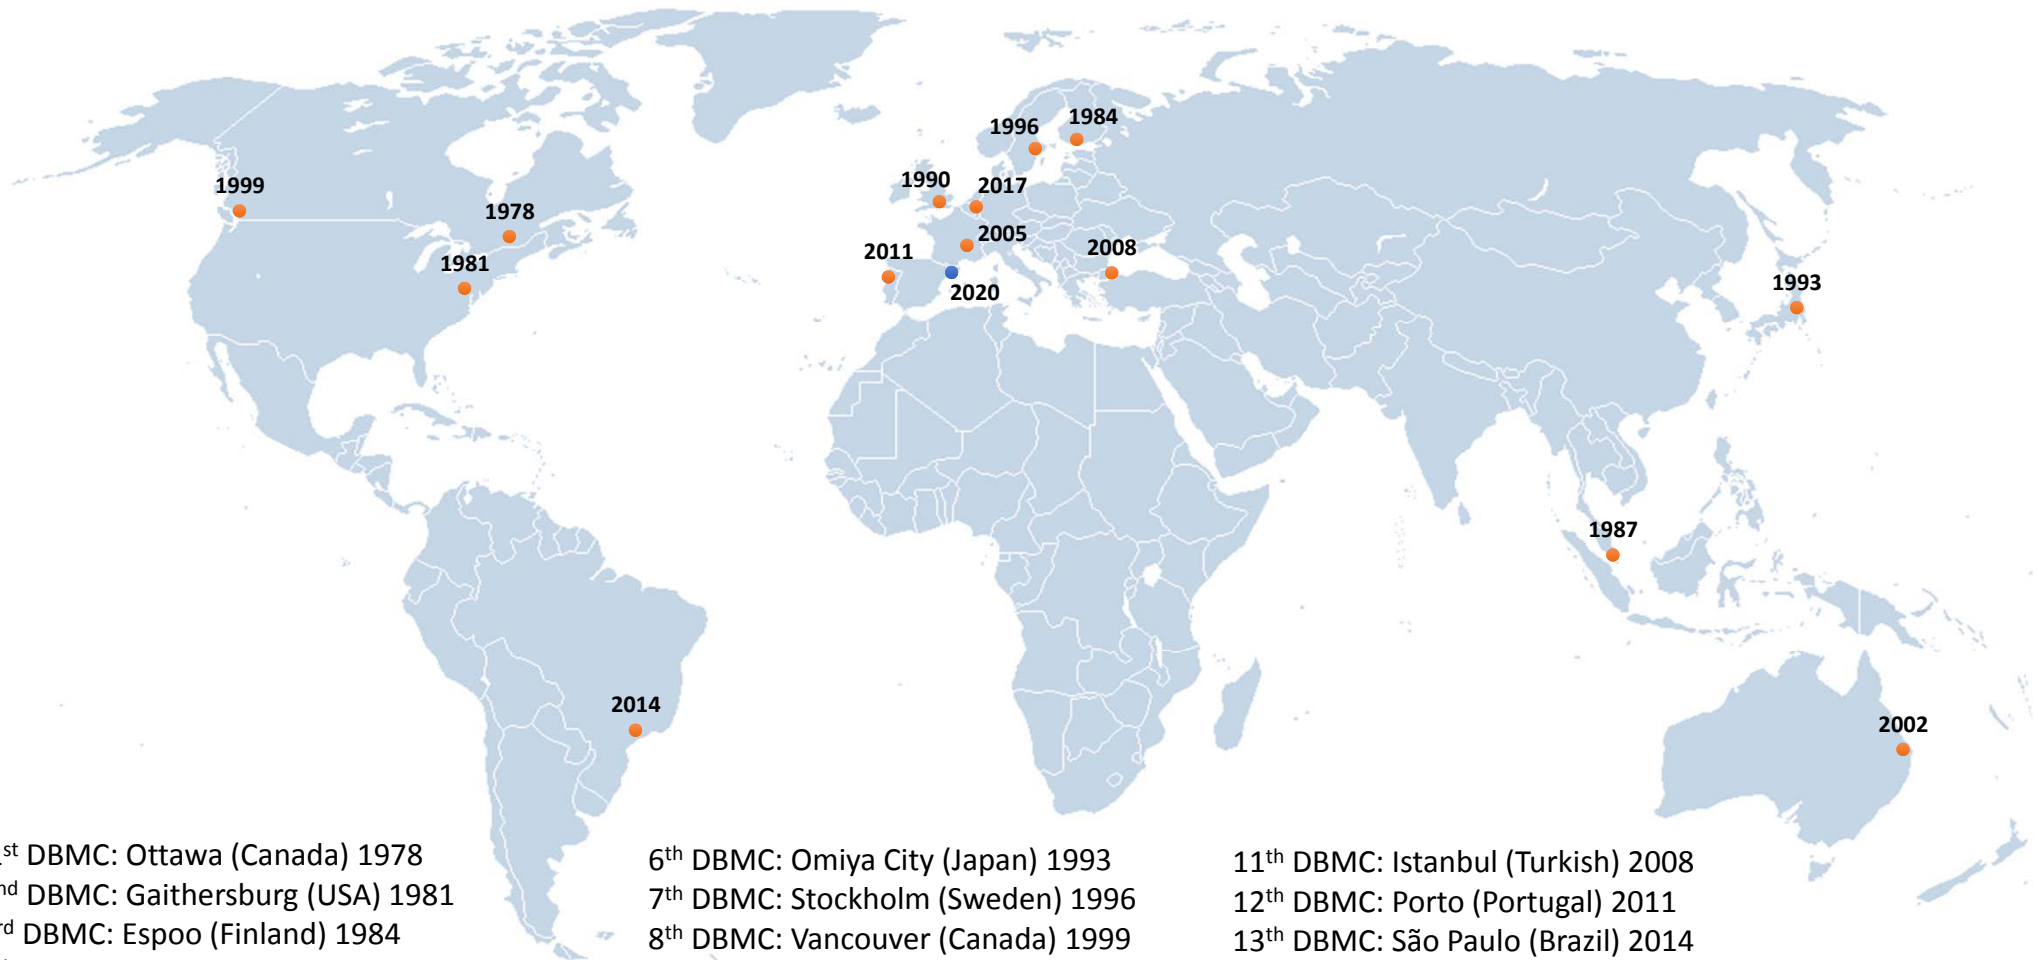 1996
1984
1999
1990
2017
1978
2005
2011
2008
1981
2020
1993
1987
2014
2002
st DBMC: Ottawa (Canada) 1978
nd DBMC: Gaithersburg (USA) 1981
rd DBMC: Espoo (Finland) 1984
6th DBMC: Omiya City (Japan) 1993
7th DBMC: Stockholm (Sweden) 1996
8th DBMC: Vancouver (Canada) 1999
11th DBMC: Istanbul (Turkish) 2008
12th DBMC: Porto (Portugal) 2011
13th DBMC: São Paulo (Brazil) 2014